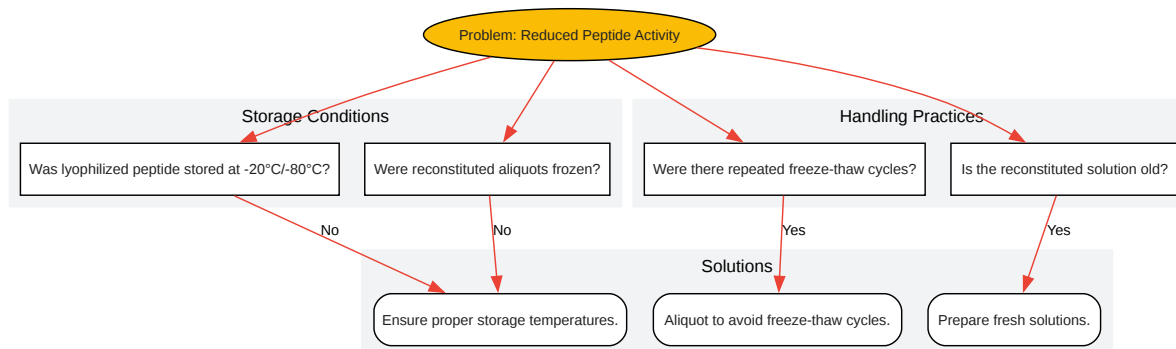 Problem: Reduced Peptide Activity
Storage Conditions
Handling Practices
Was lyophilized peptide stored at -20°C/-80°C?
Were reconstituted aliquots frozen?
Were there repeated freeze-thaw cycles?
Is the reconstituted solution old?
No
No
Yes
Yes
Solutions
Ensure proper storage temperatures.
Aliquot to avoid freeze-thaw cycles.
Prepare fresh solutions.